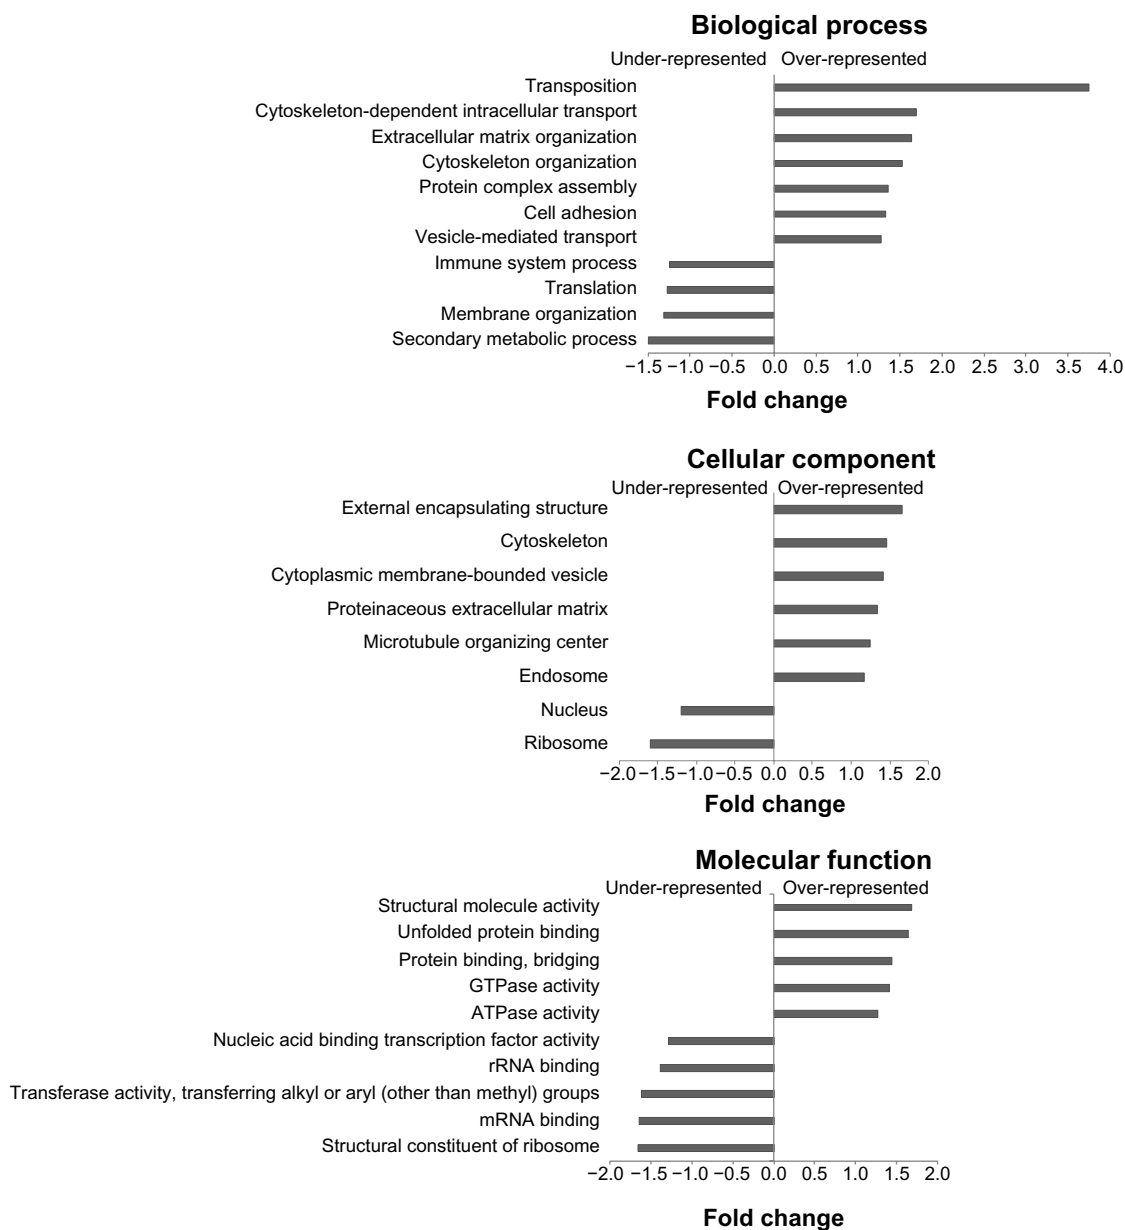 Biological process
Under-represented Over-represented
Transposition
Cytoskeleton-dependent intracellular transport
Extracellular matrix organization
Cytoskeleton organization
Protein complex assembly
Cell adhesion
Vesicle-mediated transport
Immune system process
Translation
Membrane organization
Secondary metabolic process
−1.5 −1.0 −0.5 0.0 0.5 1.0 1.5 2.0 2.5 3.0 3.5 4.0
Fold change
Cellular component
Under-represented Over-represented
External encapsulating structure
Cytoskeleton
Cytoplasmic membrane-bounded vesicle
Proteinaceous extracellular matrix
Microtubule organizing center
Endosome
Nucleus
Ribosome
−2.0 −1.5 −1.0 −0.5 0.0 0.5 1.0 1.5 2.0
Fold change
Molecular function
Under-represented Over-represented
Structural molecule activity
Unfolded protein binding
Protein binding, bridging
GTPase activity
ATPase activity
Nucleic acid binding transcription factor activity
rRNA binding
Transferase activity, transferring alkyl or aryl (other than methyl) groups
mRNA binding
Structural constituent of ribosome
−2.0 −1.5 −1.0 −0.5 0.0 0.5 1.0 1.5 2.0
Fold change